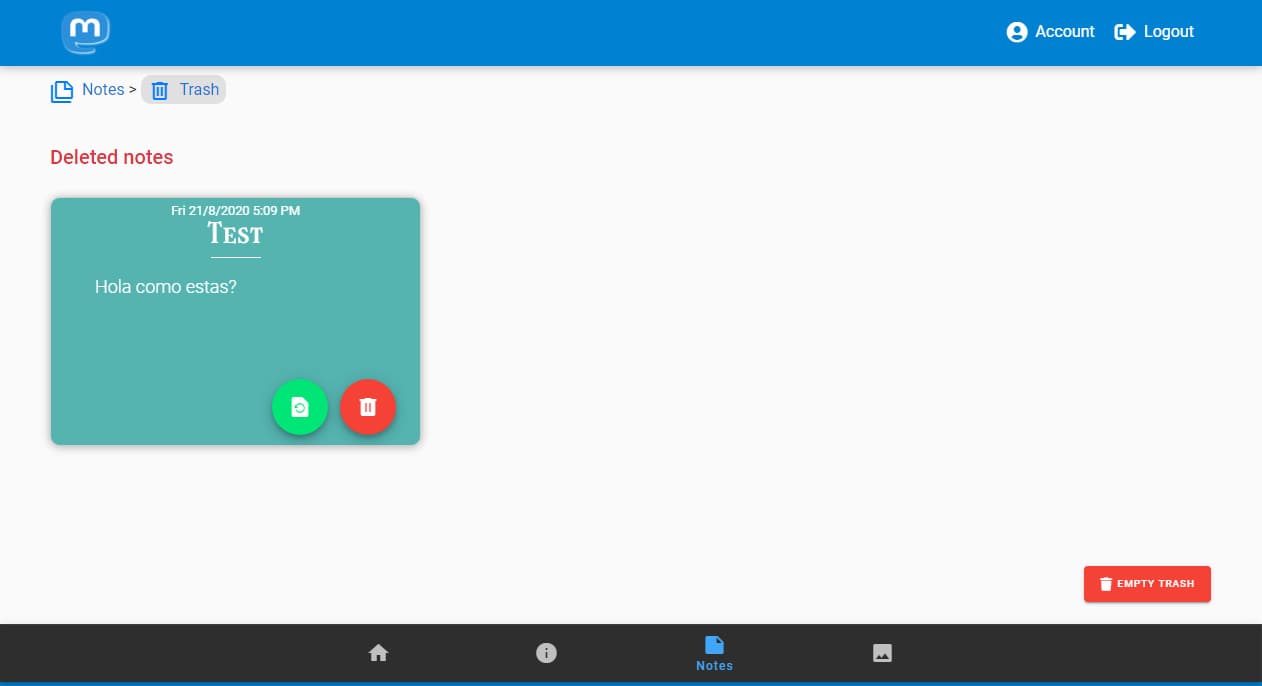 m
Account
Logout
Notes > Trash
Deleted notes
Fri 21/8/2020 5:09 PM
Test
Hola como estas?
EMPTY TRASH
Notes